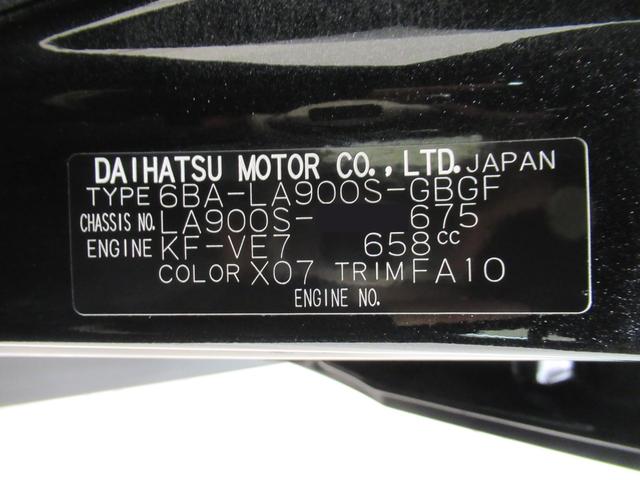 DAIHATSU MOTOR CO.,LTD. JAPAN
TYPE 6BA-LA900S-GBGF
CHASSIS NO. LA900S- 675
ENGINE KF-VE7 658cc
COLOR X07 TRIM FA10
ENGINE NO.